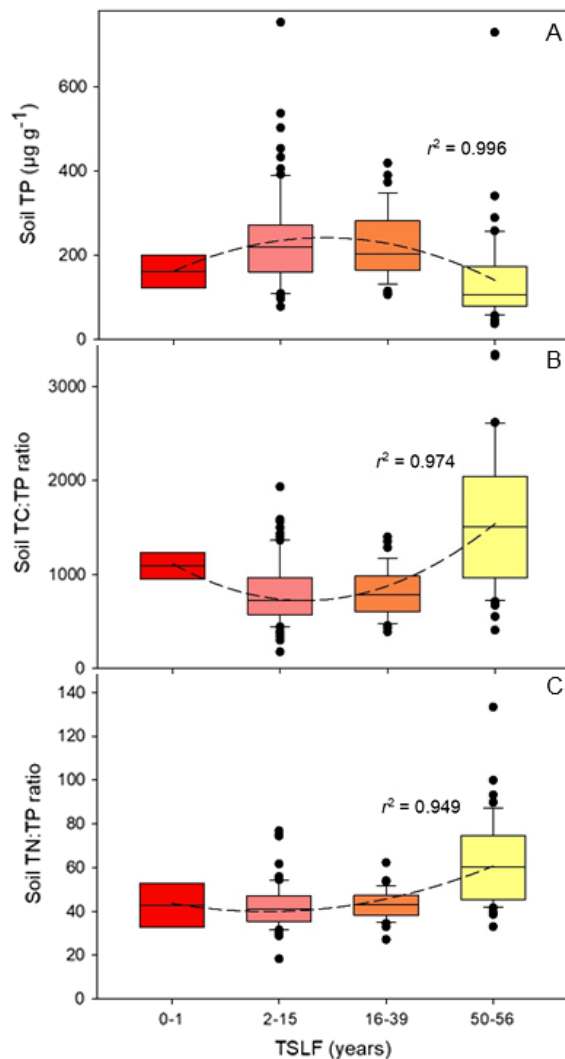 A
600
400
200
0
Soil TP (µg g⁻¹)
r² = 0.996
B
3000
2000
1000
0
Soil TC:TP ratio
r² = 0.974
C
140
120
100
80
60
40
20
0
Soil TN:TP ratio
r² = 0.949
0-1 2-15 16-39 50-56
TSLF (years)